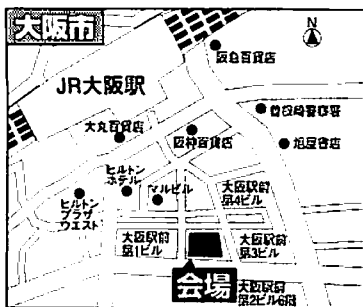 大阪市
N
阪急百貨店
JR大阪駅
大丸百貨店
曽根崎警察署
阪神百貨店
旭屋書店
ヒルトン
ホテル
マルビル
大阪駅前
第4ビル
ヒルトン
プラザ
ウエスト
大阪駅前
第1ビル
大阪駅前
第3ビル
会場
大阪駅前
第2ビル6階